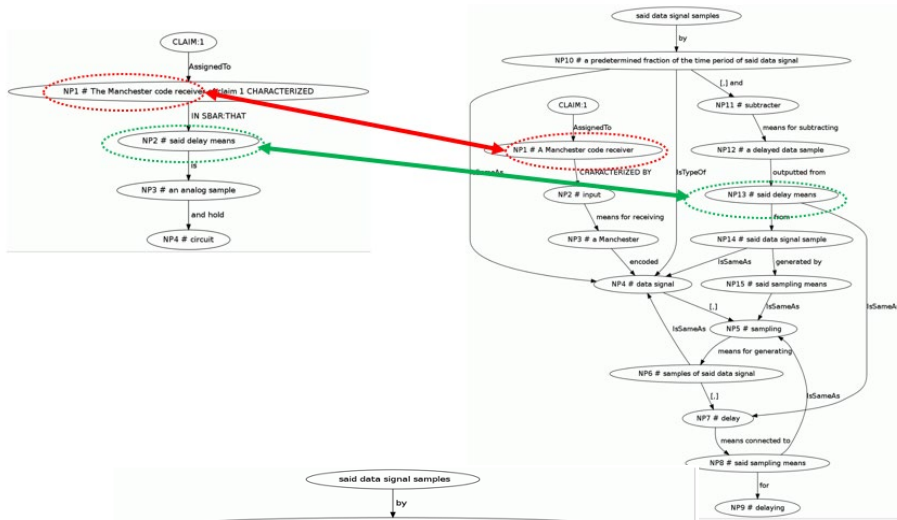 CLAIM:1
AssignedTo
NP1 # The Manchester code receiver claim 1 CHARACTERIZED
IN SBAR:THAT
NP2 # said delay means
is
NP3 # an analog sample
and hold
NP4 # circuit
said data signal samples
by
NP10 # a predetermined fraction of the time period of said data signal
[,] and
NP11 # subtracter
means for subtracting
CLAIM:1
AssignedTo
NP12 # a delayed data sample
NP1 # A Manchester code receiver
outputted from
CHARACTERIZED BY
IsTypeOf
NP2 # input
NP13 # said delay means
means for receiving
from
NP3 # a Manchester
NP14 # said data signal sample
encoded
IsSameAs
generated by
NP4 # data signal
NP15 # said sampling means
[,]
IsSameAs
NP5 # sampling
IsSameAs
means for generating
NP6 # samples of said data signal
[,]
IsSameAs
NP7 # delay
means connected to
NP8 # said sampling means
for
NP9 # delaying
said data signal samples
by